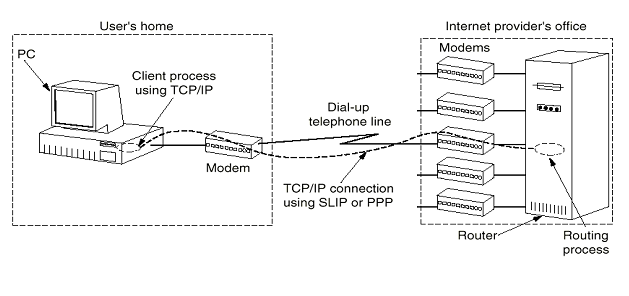 User's home
Internet provider's office
PC
Modems
Client process
using TCP/IP
Dial-up
telephone line
Modem
TCP/IP connection
using SLIP or PPP
Router
Routing
process